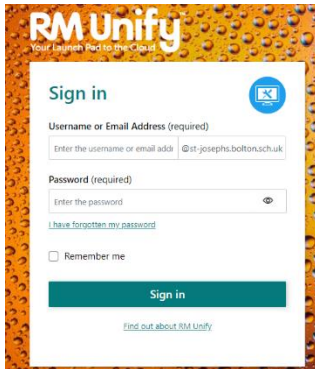 RM Unify
Your Launch Pad to the Cloud
Sign in
Username or Email Address (required)
Enter the username or email addr @st-josephs.bolton.sch.uk
Password (required)
Enter the password
I have forgotten my password
Remember me
Sign in
Find out about RM Unify